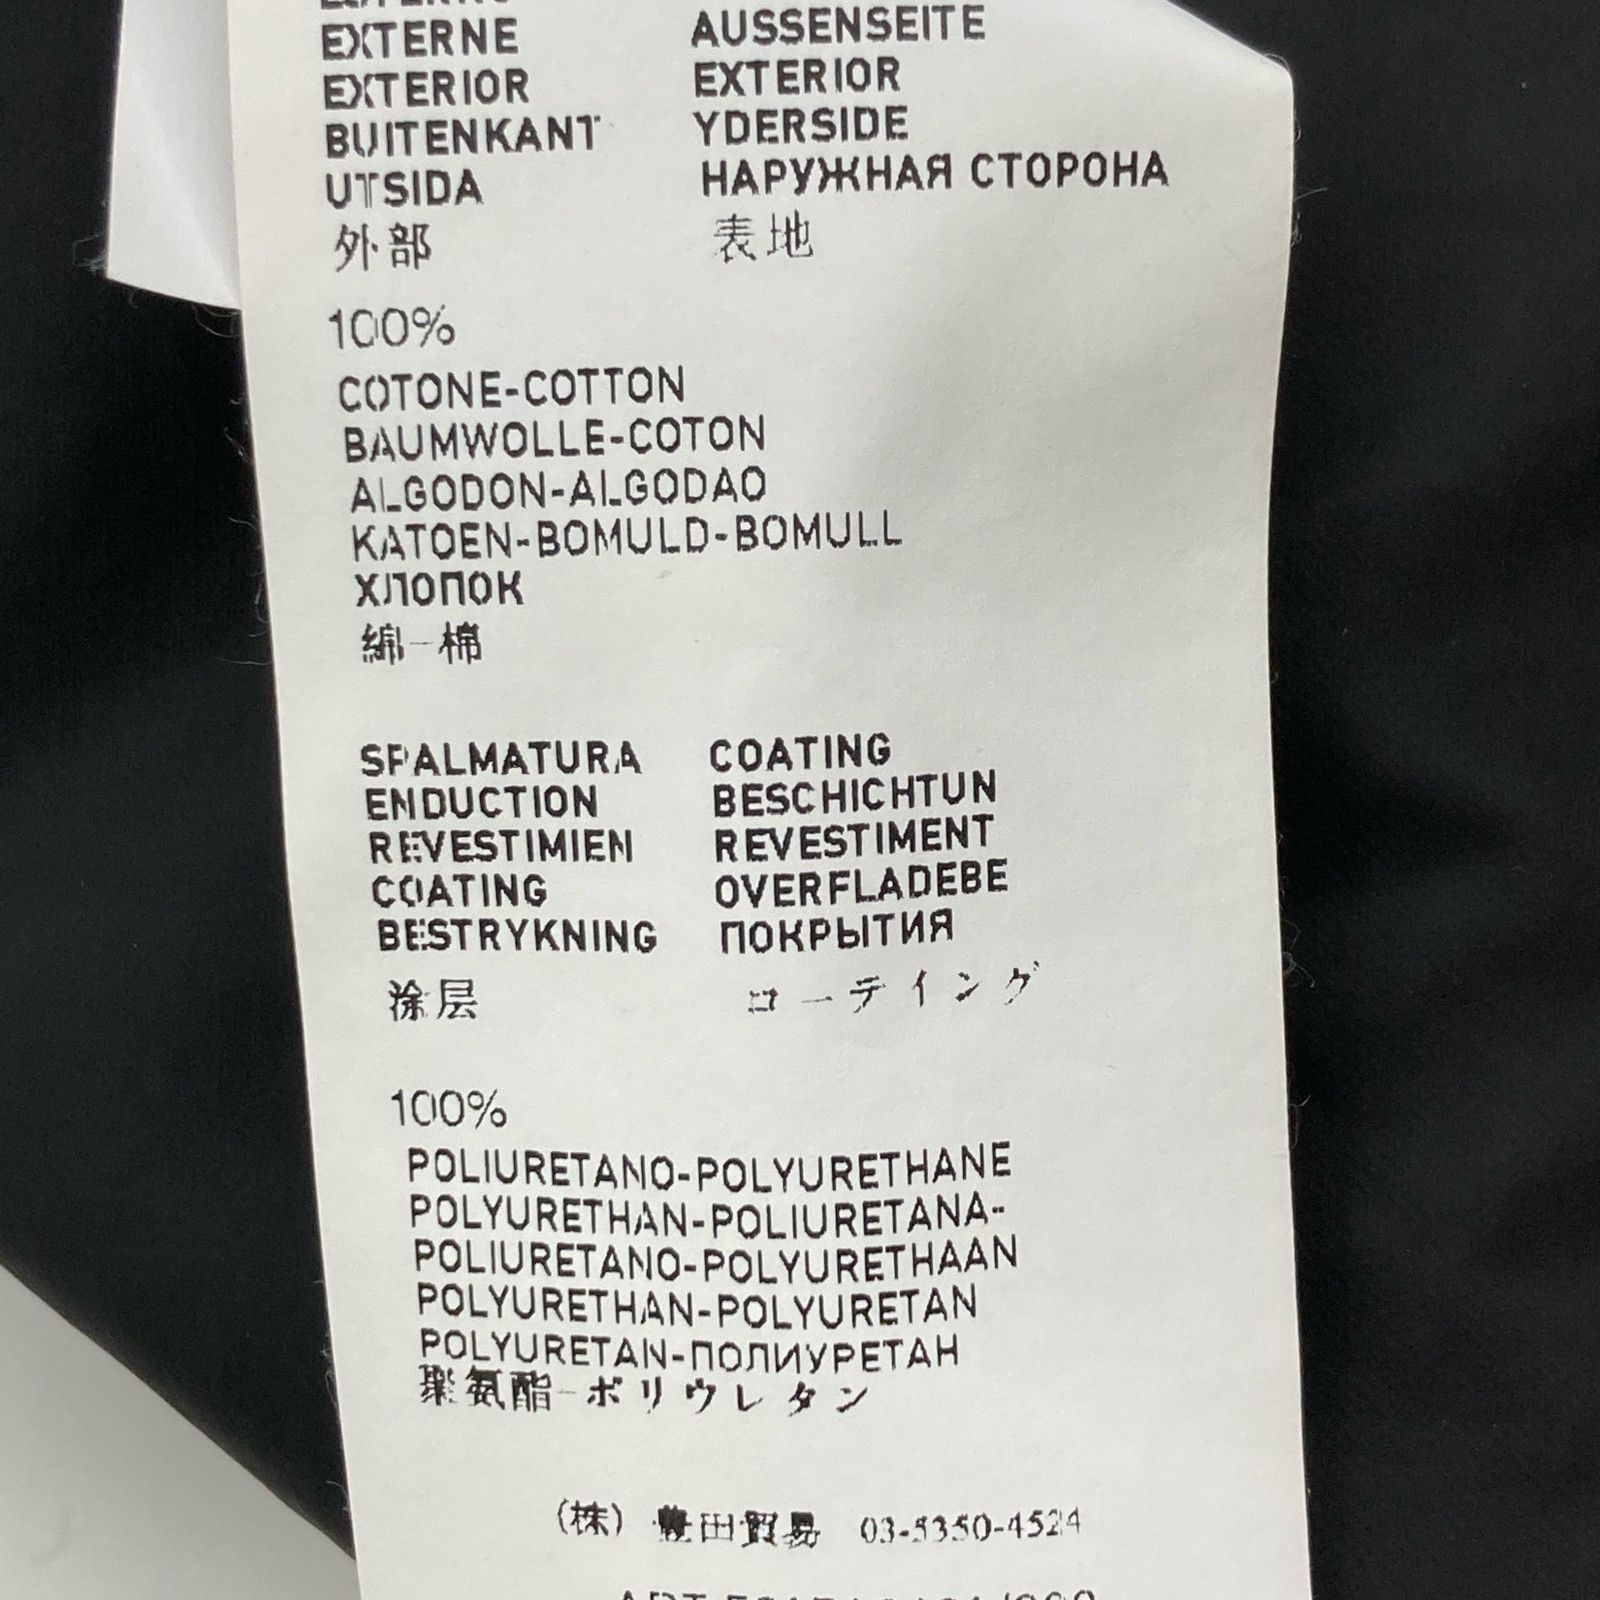 EXTERNE AUSSENSEITE
EXTERIOR EXTERIOR
BUITENKANT YDERSIDE
UTSIDA НАРУЖНАЯ СТОРОНА
外部 表地
100%
COTONE-COTTON
BAUMWOLLE-COTON
ALGODON-ALGODAO
KATOEN-BOMULD-BOMULL
ХЛОПОК
綿-棉
SPALMATURA COATING
ENDUCTION BESCHICHTUN
REVESTIMIEN REVESTIMENT
COATING OVERFLADEBE
BESTRYKNING ПОКРЫТИЯ
涂层 コーテイング
100%
POLIURETANO-POLYURETHANE
POLYURETHAN-POLIURETANA-
POLIURETANO-POLYURETHAAN
POLYURETHAN-POLYURETAN
POLYURETAN-ПОЛИУРЕТАН
聚氨酯-ポリウレタン
(株) 豊田貿易 03-5350-4524